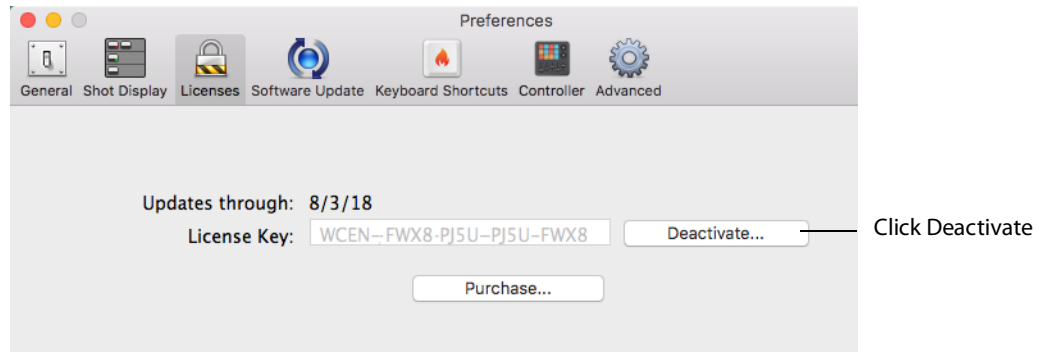 Preferences
General Shot Display Licenses Software Update Keyboard Shortcuts Controller Advanced
Updates through: 8/3/18
License Key: WCEN–FWX8-PJ5U–PJ5U–FWX8 Deactivate... Click Deactivate
Purchase...